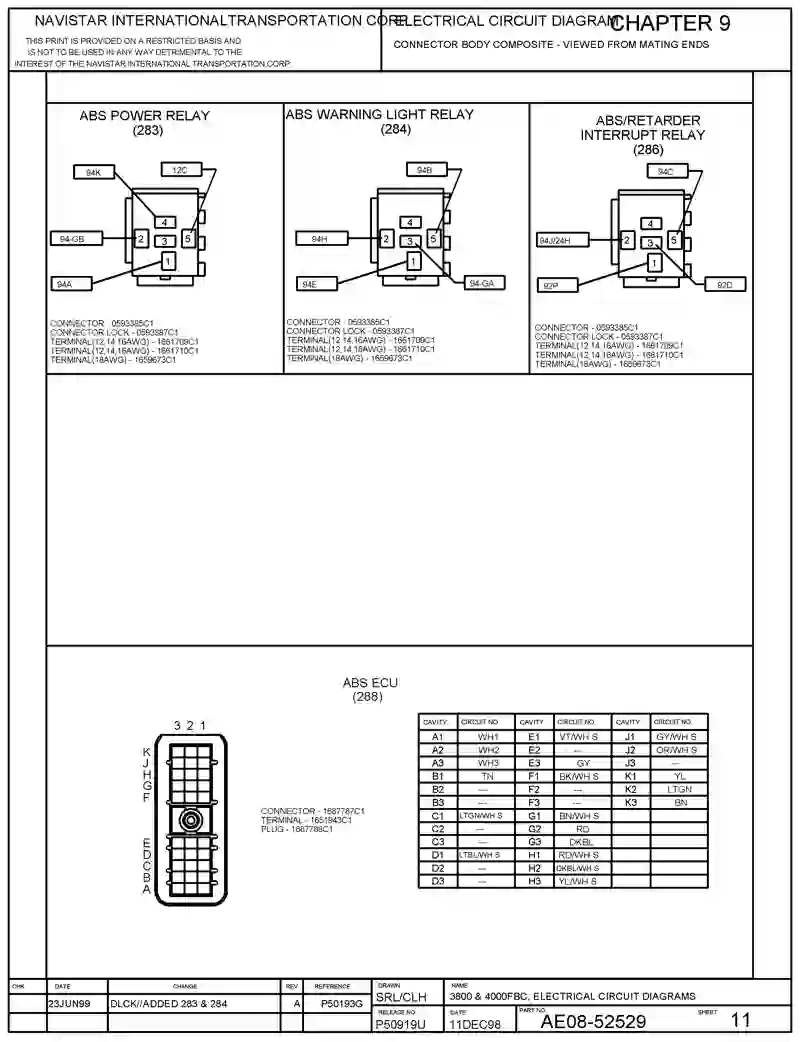 NAVISTAR INTERNATIONALTRANSPORTATION CORP.
THIS PRINT IS PROVIDED ON A RESTRICTED BASIS AND
IS NOT TO BE USED IN ANY WAY DETRIMENTAL TO THE
INTEREST OF THE NAVISTAR INTERNATIONAL TRANSPORTATION CORP
ELECTRICAL CIRCUIT DIAGRAM
CHAPTER 9
CONNECTOR BODY COMPOSITE - VIEWED FROM MATING ENDS
ABS POWER RELAY
(283)
94K
12C
4
94-GB
2
3
5
1
94A
CONNECTOR - 0593385C1
CONNECTOR LOCK - 0593387C1
TERMINAL(12,14,16AWG) - 1661709C1
TERMINAL(12,14,16AWG) - 1661710C1
TERMINAL(18AWG) - 1659673C1
ABS WARNING LIGHT RELAY
(284)
94B
4
94H
2
3
5
1
94E
94-GA
CONNECTOR - 0593385C1
CONNECTOR LOCK - 0593387C1
TERMINAL(12,14,16AWG) - 1661709C1
TERMINAL(12,14,16AWG) - 1661710C1
TERMINAL(18AWG) - 1659673C1
ABS/RETARDER
INTERRUPT RELAY
(286)
94C
4
94J/24H
2
3
5
1
92P
92D
CONNECTOR - 0593385C1
CONNECTOR LOCK - 0593387C1
TERMINAL(12,14,16AWG) - 1661709C1
TERMINAL(12,14,16AWG) - 1661710C1
TERMINAL(18AWG) - 1659673C1
ABS ECU
(288)
3 2 1
K
J
H
G
F
E
D
C
B
A
CONNECTOR - 1687787C1
TERMINAL - 1651943C1
PLUG - 1687788C1
CAVITY CIRCUIT NO CAVITY CIRCUIT NO. CAVITY CIRCUIT NO.
A1 WH1 E1 VT/WH S J1 GY/WH S
A2 WH2 E2 --- J2 OR/WH S
A3 WH3 E3 GY J3 ---
B1 TN F1 BK/WH S K1 YL
B2 --- F2 --- K2 LTGN
B3 --- F3 --- K3 BN
C1 LTGN/WH S G1 BN/WH S
C2 --- G2 RD
C3 --- G3 DKBL
D1 LTBL/WH S H1 RD/WH S
D2 --- H2 DKBL/WH S
D3 --- H3 YL/WH S
CHK DATE CHANGE REV REFERENCE
23JUN99 DLCK//ADDED 283 & 284 A P50193G
DRAWN
SRL/CLH
NAME
3800 & 4000FBC, ELECTRICAL CIRCUIT DIAGRAMS
RELEASE NO.
P50919U
DATE
11DEC98
PART NO.
AE08-52529
SHEET
11